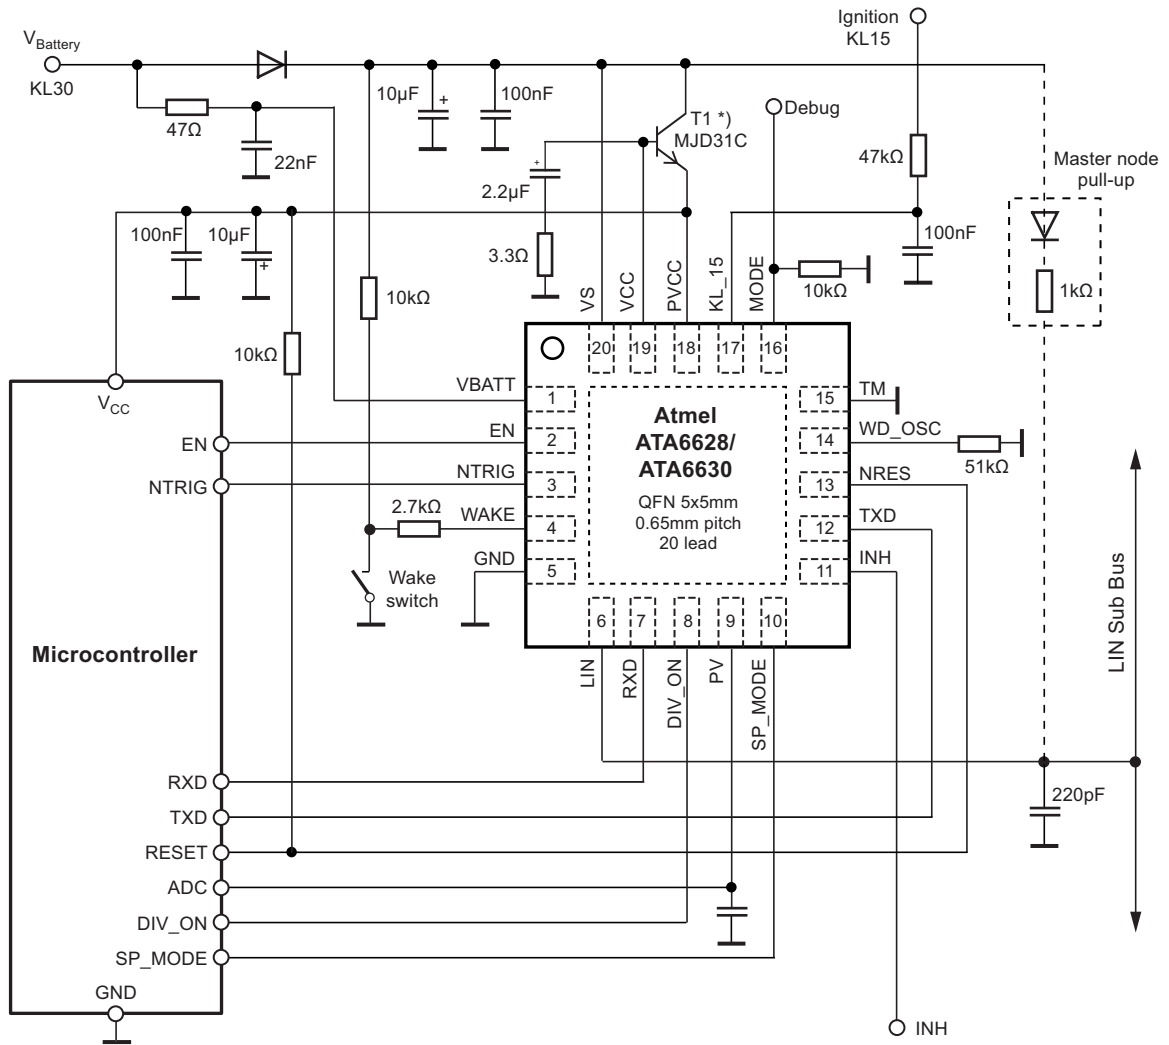 Ignition
KL15
VBattery
KL30
47Ω
22nF
10µF
+
100nF
T1 *)
MJD31C
Debug
47kΩ
Master node
pull-up
+
2.2µF
3.3Ω
100nF
10µF
+
100nF
10kΩ
1kΩ
10kΩ
10kΩ
VS
VCC
PVCC
KL_15
MODE
20
19
18
17
16
VCC
VBATT
1
EN
EN
2
NTRIG
NTRIG
3
2.7kΩ
WAKE
4
GND
5
Wake
switch
Atmel
ATA6628/
ATA6630
QFN 5x5mm
0.65mm pitch
20 lead
15
TM
14
WD_OSC
51kΩ
13
NRES
12
TXD
11
INH
6
7
8
9
10
LIN
RXD
DIV_ON
PV
SP_MODE
LIN Sub Bus
Microcontroller
RXD
TXD
RESET
ADC
DIV_ON
SP_MODE
GND
220pF
INH